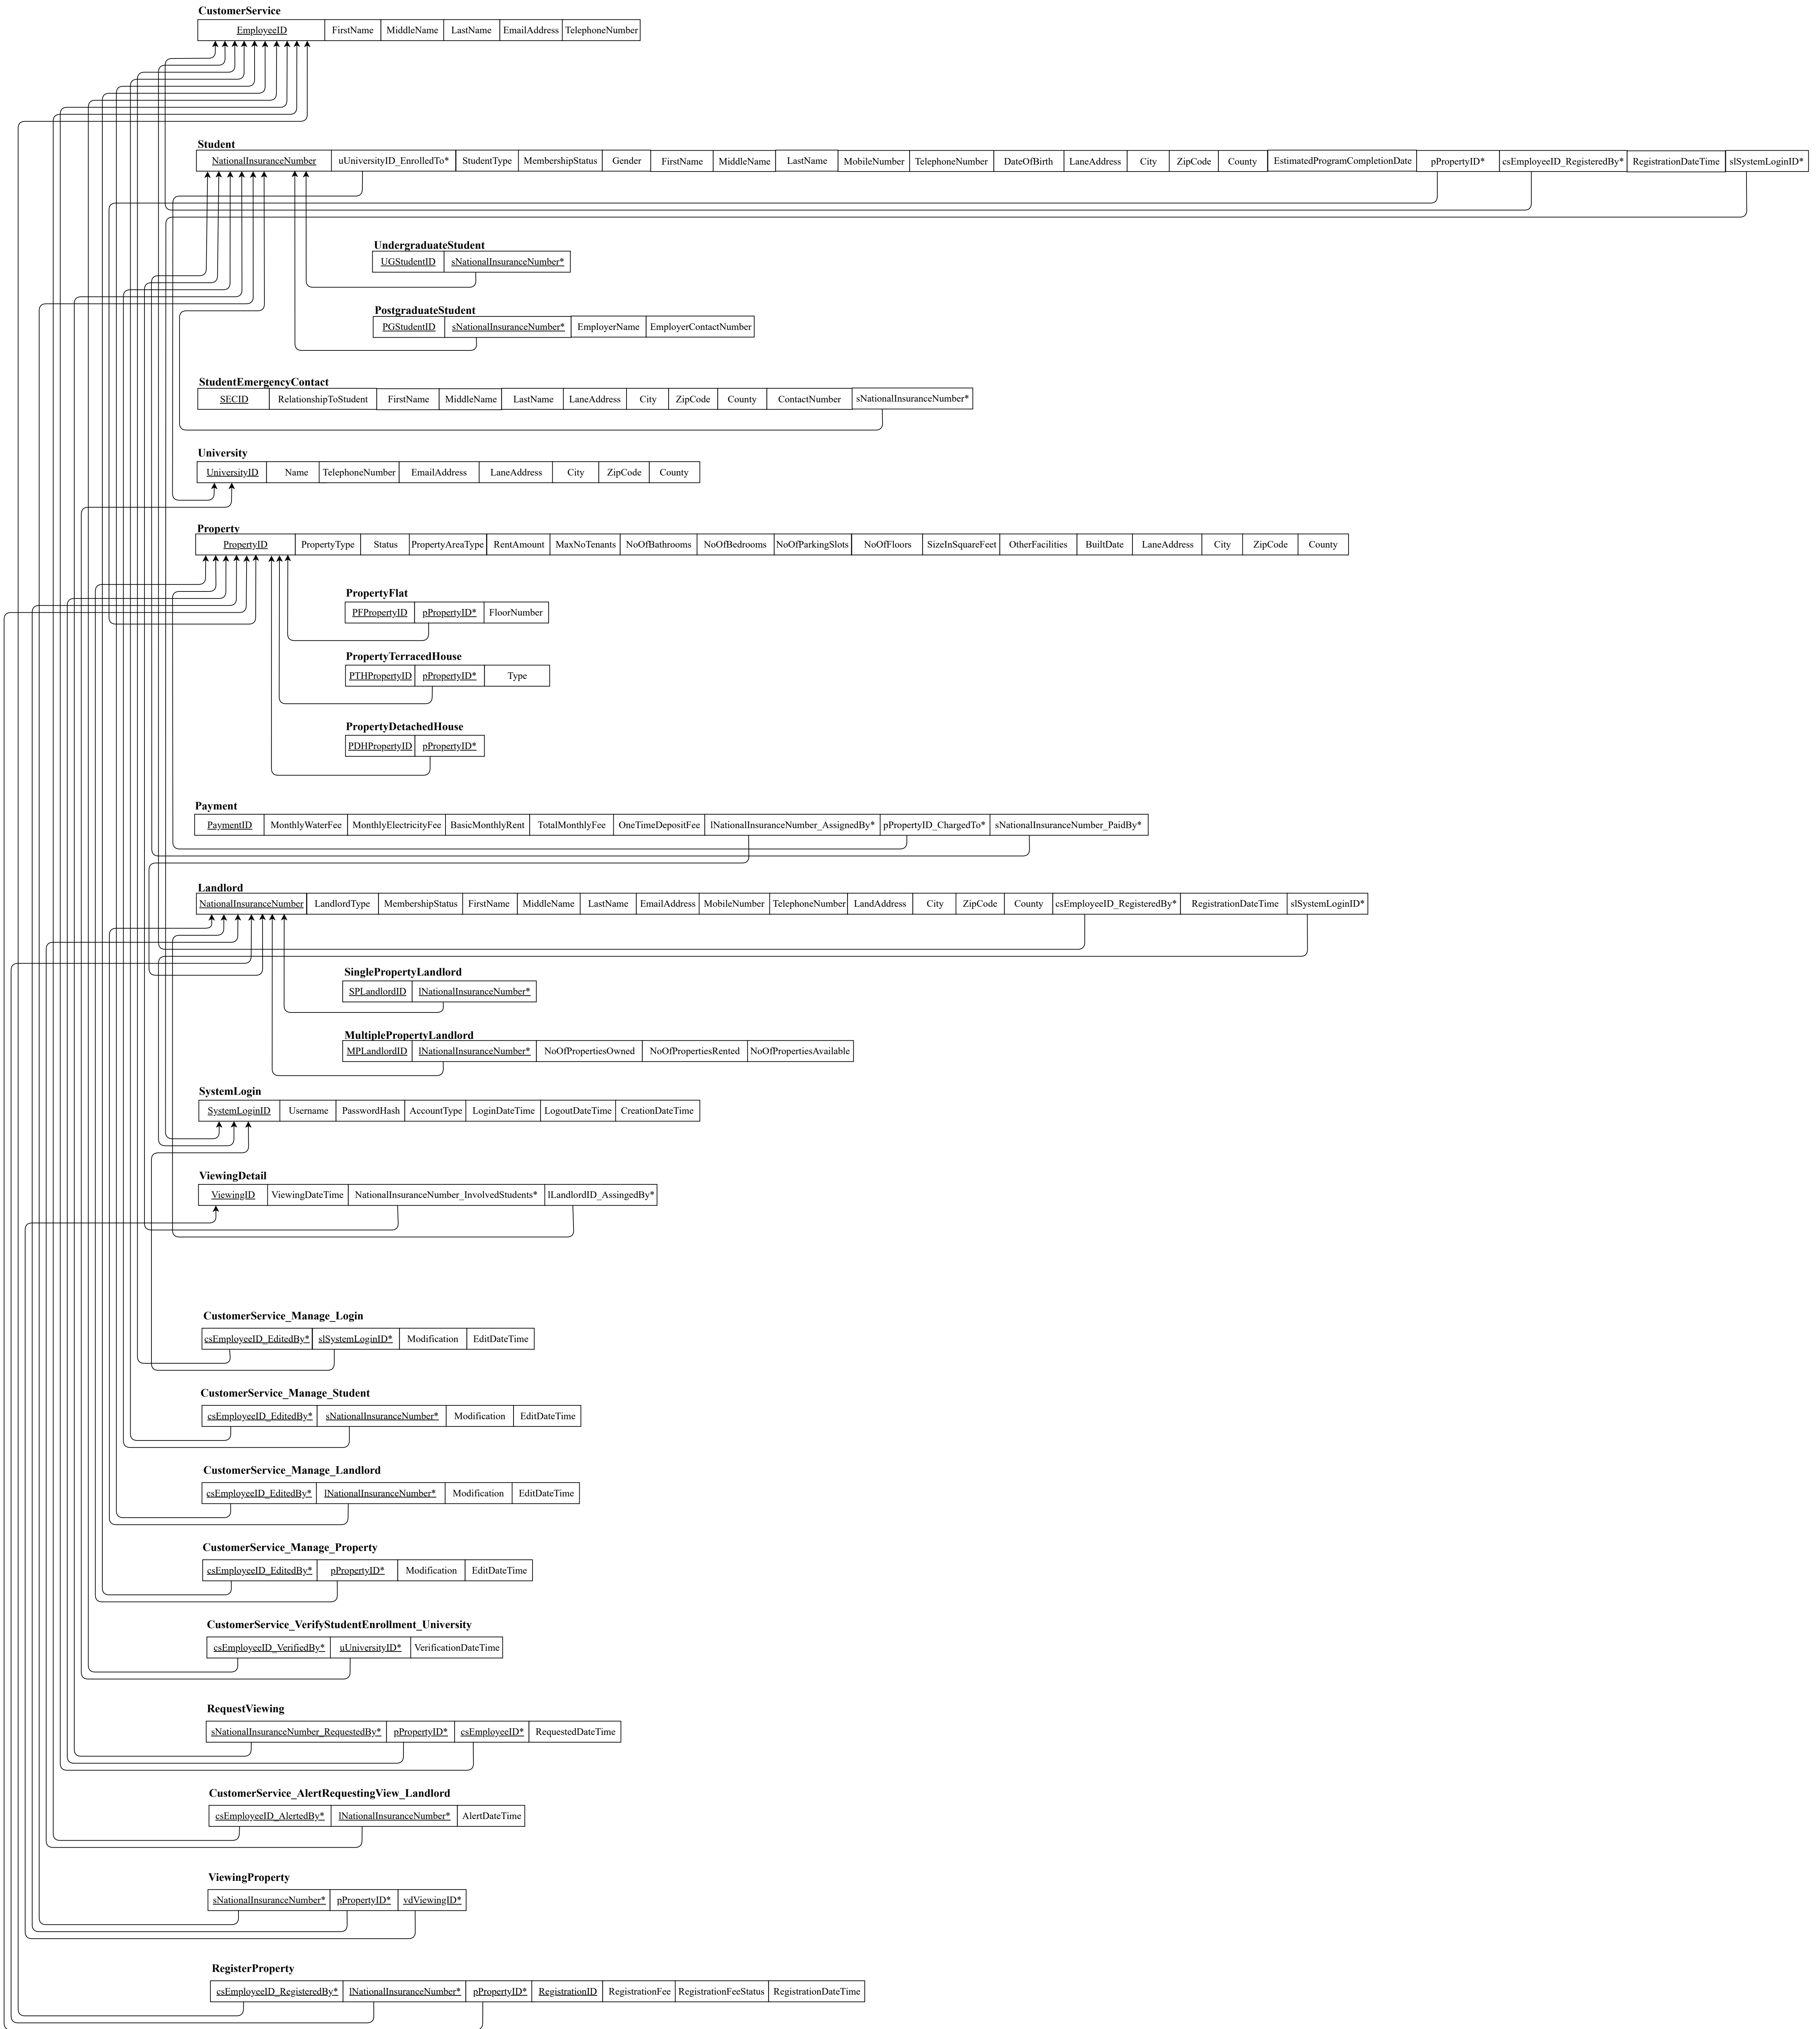 CustomerService
EmployeeID FirstName MiddleName LastName EmailAddress TelephoneNumber
Student
NationalInsuranceNumber uUniversityID_EnrolledTo* StudentType MembershipStatus Gender FirstName MiddleName LastName MobileNumber TelephoneNumber DateOfBirth LaneAddress City ZipCode County EstimatedProgramCompletionDate pPropertyID* csEmployeeID_RegisteredBy* RegistrationDateTime slSystemLoginID*
UndergraduateStudent
UGStudentID sNationalInsuranceNumber*
PostgraduateStudent
PGStudentID sNationalInsuranceNumber* EmployerName EmployerContactNumber
StudentEmergencyContact
SECID RelationshipToStudent FirstName MiddleName LastName LaneAddress City ZipCode County ContactNumber sNationalInsuranceNumber*
University
UniversityID Name TelephoneNumber EmailAddress LaneAddress City ZipCode County
Property
PropertyID PropertyType Status PropertyAreaType RentAmount MaxNoTenants NoOfBathrooms NoOfBedrooms NoOfParkingSlots NoOfFloors SizeInSquareFeet OtherFacilities BuiltDate LaneAddress City ZipCode County
PropertyFlat
PFPropertyID pPropertyID* FloorNumber
PropertyTerracedHouse
PTHPropertyID pPropertyID* Type
PropertyDetachedHouse
PDHPropertyID pPropertyID*
Payment
PaymentID MonthlyWaterFee MonthlyElectricityFee BasicMonthlyRent TotalMonthlyFee OneTimeDepositFee lNationalInsuranceNumber_AssignedBy* pPropertyID_ChargedTo* sNationalInsuranceNumber_PaidBy*
Landlord
NationalInsuranceNumber LandlordType MembershipStatus FirstName MiddleName LastName EmailAddress MobileNumber TelephoneNumber LandAddress City ZipCode County csEmployeeID_RegisteredBy* RegistrationDateTime slSystemLoginID*
SinglePropertyLandlord
SPLandlordID lNationalInsuranceNumber*
MultiplePropertyLandlord
MPLandlordID lNationalInsuranceNumber* NoOfPropertiesOwned NoOfPropertiesRented NoOfPropertiesAvailable
SystemLogin
SystemLoginID Username PasswordHash AccountType LoginDateTime LogoutDateTime CreationDateTime
ViewingDetail
ViewingID ViewingDateTime NationalInsuranceNumber_InvolvedStudents* lLandlordID_AssingedBy*
CustomerService_Manage_Login
csEmployeeID_EditedBy* slSystemLoginID* Modification EditDateTime
CustomerService_Manage_Student
csEmployeeID_EditedBy* sNationalInsuranceNumber* Modification EditDateTime
CustomerService_Manage_Landlord
csEmployeeID_EditedBy* lNationalInsuranceNumber* Modification EditDateTime
CustomerService_Manage_Property
csEmployeeID_EditedBy* pPropertyID* Modification EditDateTime
CustomerService_VerifyStudentEnrollment_University
csEmployeeID_VerifiedBy* uUniversityID* VerificationDateTime
RequestViewing
sNationalInsuranceNumber_RequestedBy* pPropertyID* csEmployeeID* RequestedDateTime
CustomerService_AlertRequestingView_Landlord
csEmployeeID_AlertedBy* lNationalInsuranceNumber* AlertDateTime
ViewingProperty
sNationalInsuranceNumber* pPropertyID* vdViewingID*
RegisterProperty
csEmployeeID_RegisteredBy* lNationalInsuranceNumber* pPropertyID* RegistrationID RegistrationFee RegistrationFeeStatus RegistrationDateTime